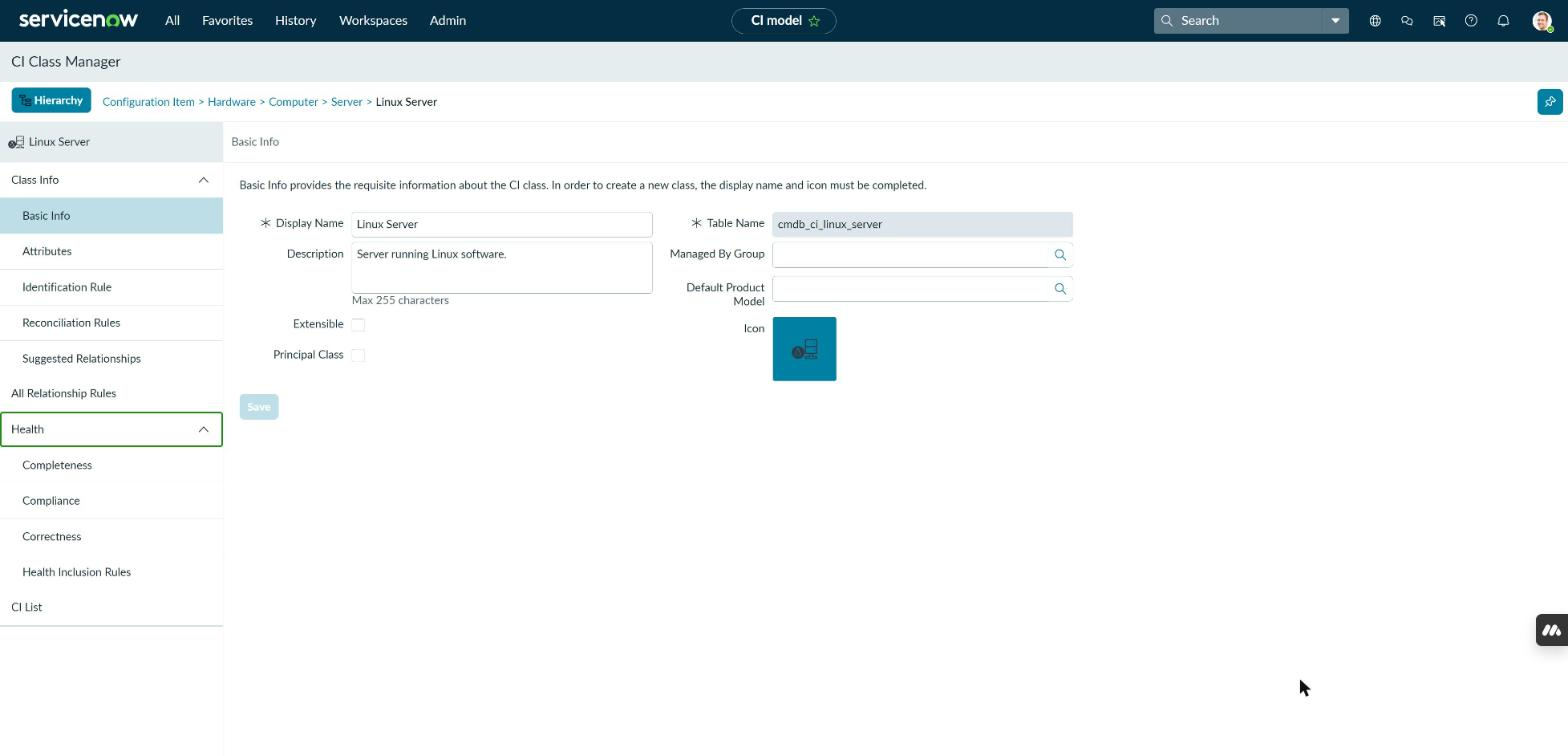 servicenow All Favorites History Workspaces Admin CI model Search
CI Class Manager
Hierarchy Configuration Item > Hardware > Computer > Server > Linux Server
Linux Server
Basic Info
Class Info
Basic Info
Attributes
Identification Rule
Reconciliation Rules
Suggested Relationships
All Relationship Rules
Health
Completeness
Compliance
Correctness
Health Inclusion Rules
CI List
Basic Info provides the requisite information about the CI class. In order to create a new class, the display name and icon must be completed.
Display Name Linux Server
Description Server running Linux software.
Max 255 characters
Extensible
Principal Class
Table Name cmdb_ci_linux_server
Managed By Group
Default Product
Model
Icon
Save